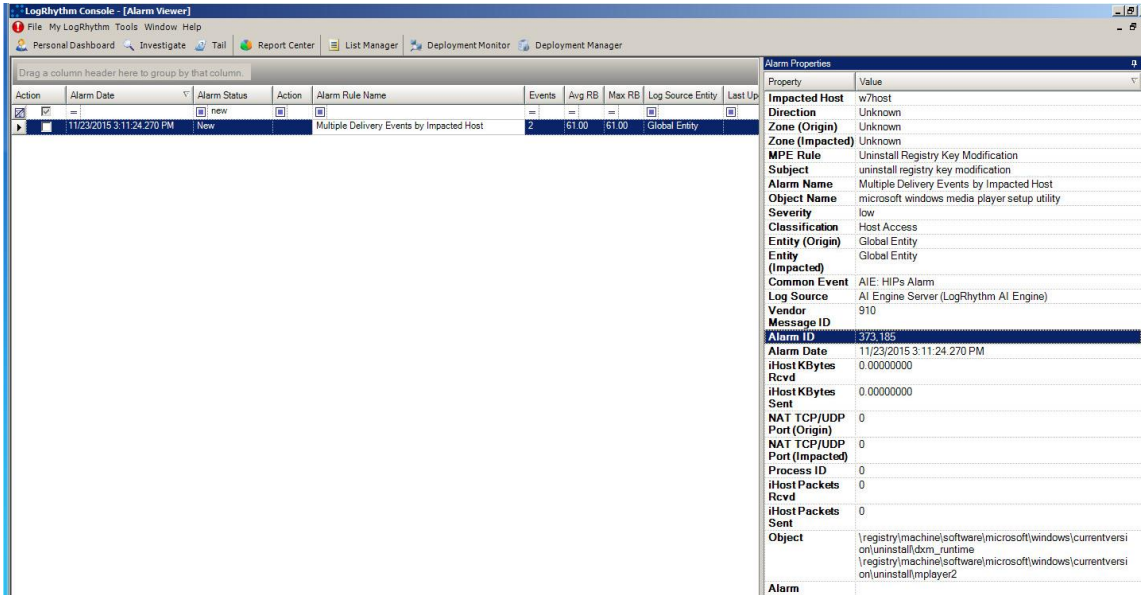 LogRhythm Console - [Alarm Viewer]
File My LogRhythm Tools Window Help
Personal Dashboard Investigate Tail Report Center List Manager Deployment Monitor Deployment Manager
Drag a column header here to group by that column.
Action Alarm Date Alarm Status Action Alarm Rule Name Events Avg RB Max RB Log Source Entity Last Up
= new = = =
11/23/2015 3:11:24.270 PM New Multiple Delivery Events by Impacted Host 2 61.00 61.00 Global Entity
Alarm Properties
Property Value
Impacted Host w7host
Direction Unknown
Zone (Origin) Unknown
Zone (Impacted) Unknown
MPE Rule Uninstall Registry Key Modification
Subject uninstall registry key modification
Alarm Name Multiple Delivery Events by Impacted Host
Object Name microsoft windows media player setup utility
Severity low
Classification Host Access
Entity (Origin) Global Entity
Entity Global Entity
(Impacted)
Common Event AIE: HIPs Alarm
Log Source AI Engine Server (LogRhythm AI Engine)
Vendor 910
Message ID
Alarm ID 373,185
Alarm Date 11/23/2015 3:11:24.270 PM
iHost KBytes 0.00000000
Rcvd
iHost KBytes 0.00000000
Sent
NAT TCP/UDP 0
Port (Origin)
NAT TCP/UDP 0
Port (Impacted)
Process ID 0
iHost Packets 0
Rcvd
iHost Packets 0
Sent
Object \registry\machine\software\microsoft\windows\currentversi
on\uninstall\dxm_runtime
\registry\machine\software\microsoft\windows\currentversi
on\uninstall\mplayer2
Alarm